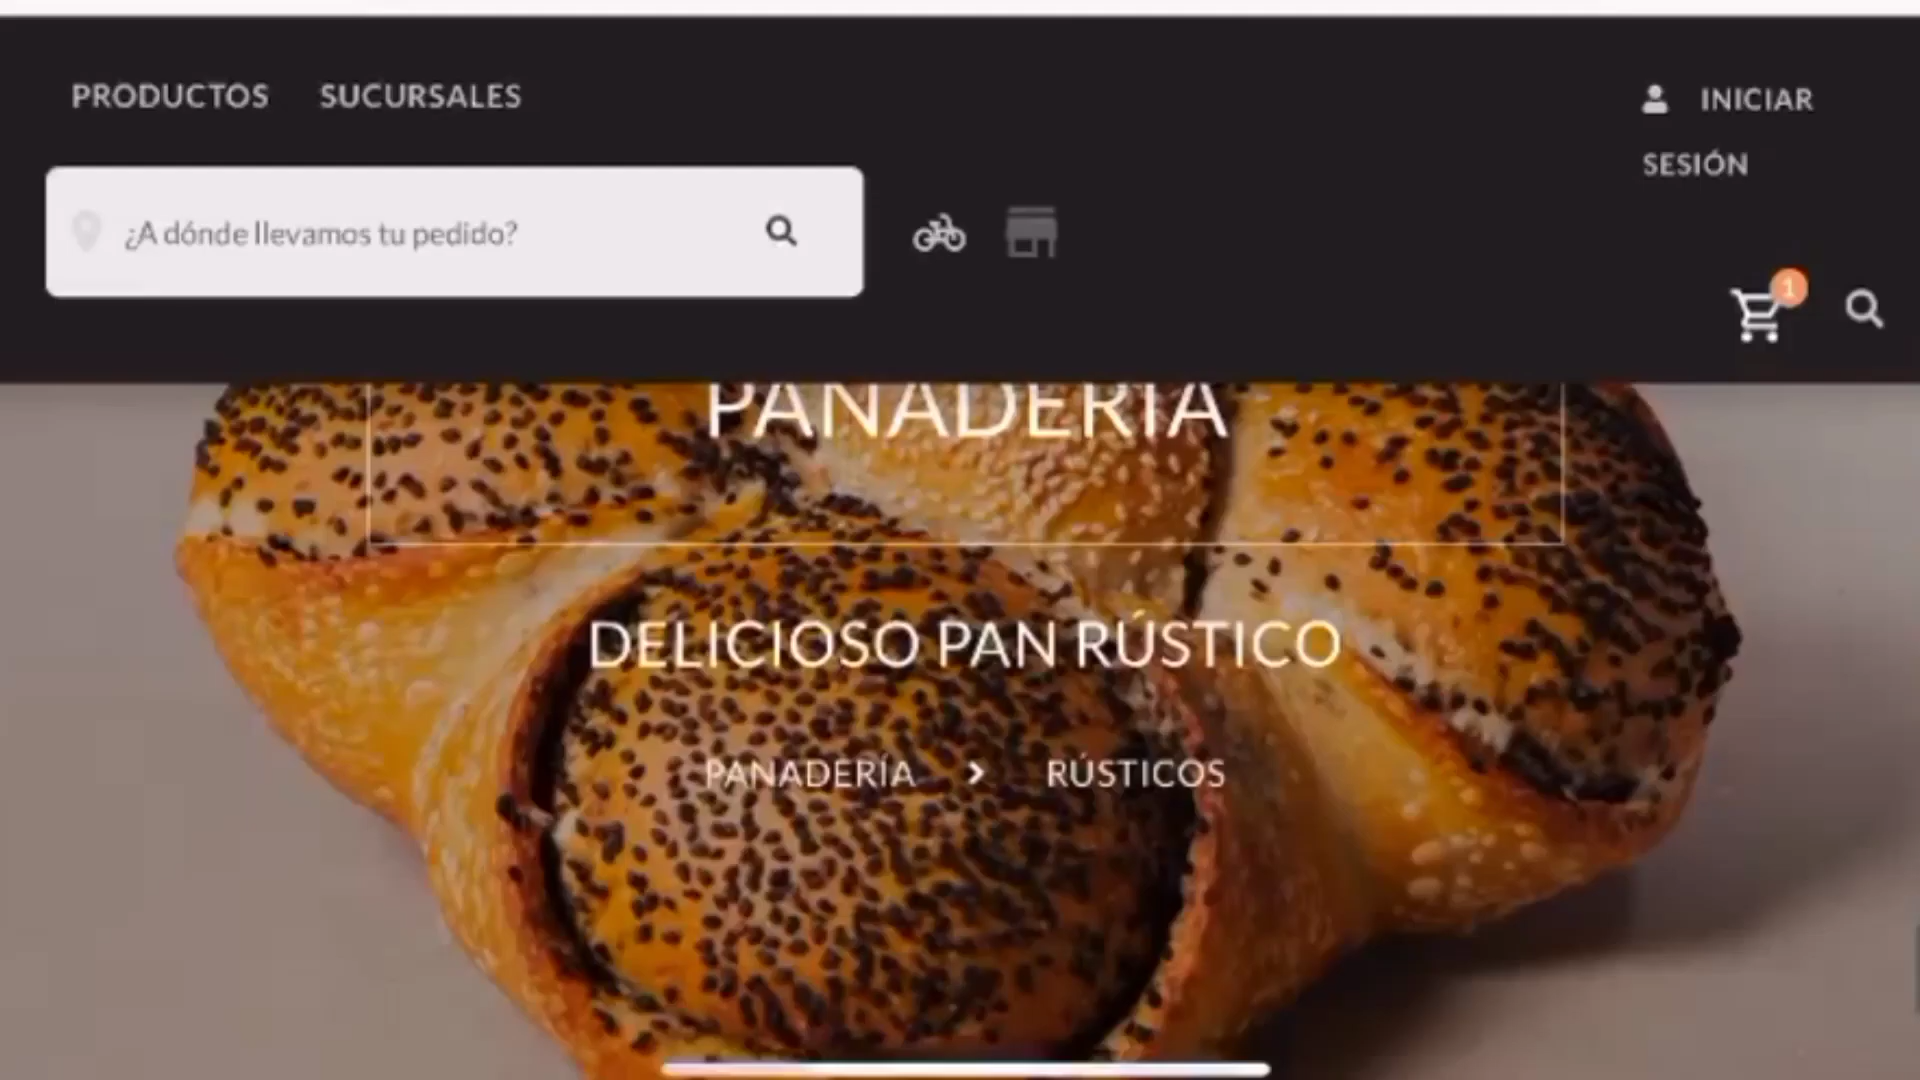 PRODUCTOS SUCURSALES
INICIAR
SESIÓN
¿A dónde llevamos tu pedido?
1
PANADERÍA
DELICIOSO PAN RÚSTICO
PANADERÍA > RÚSTICOS